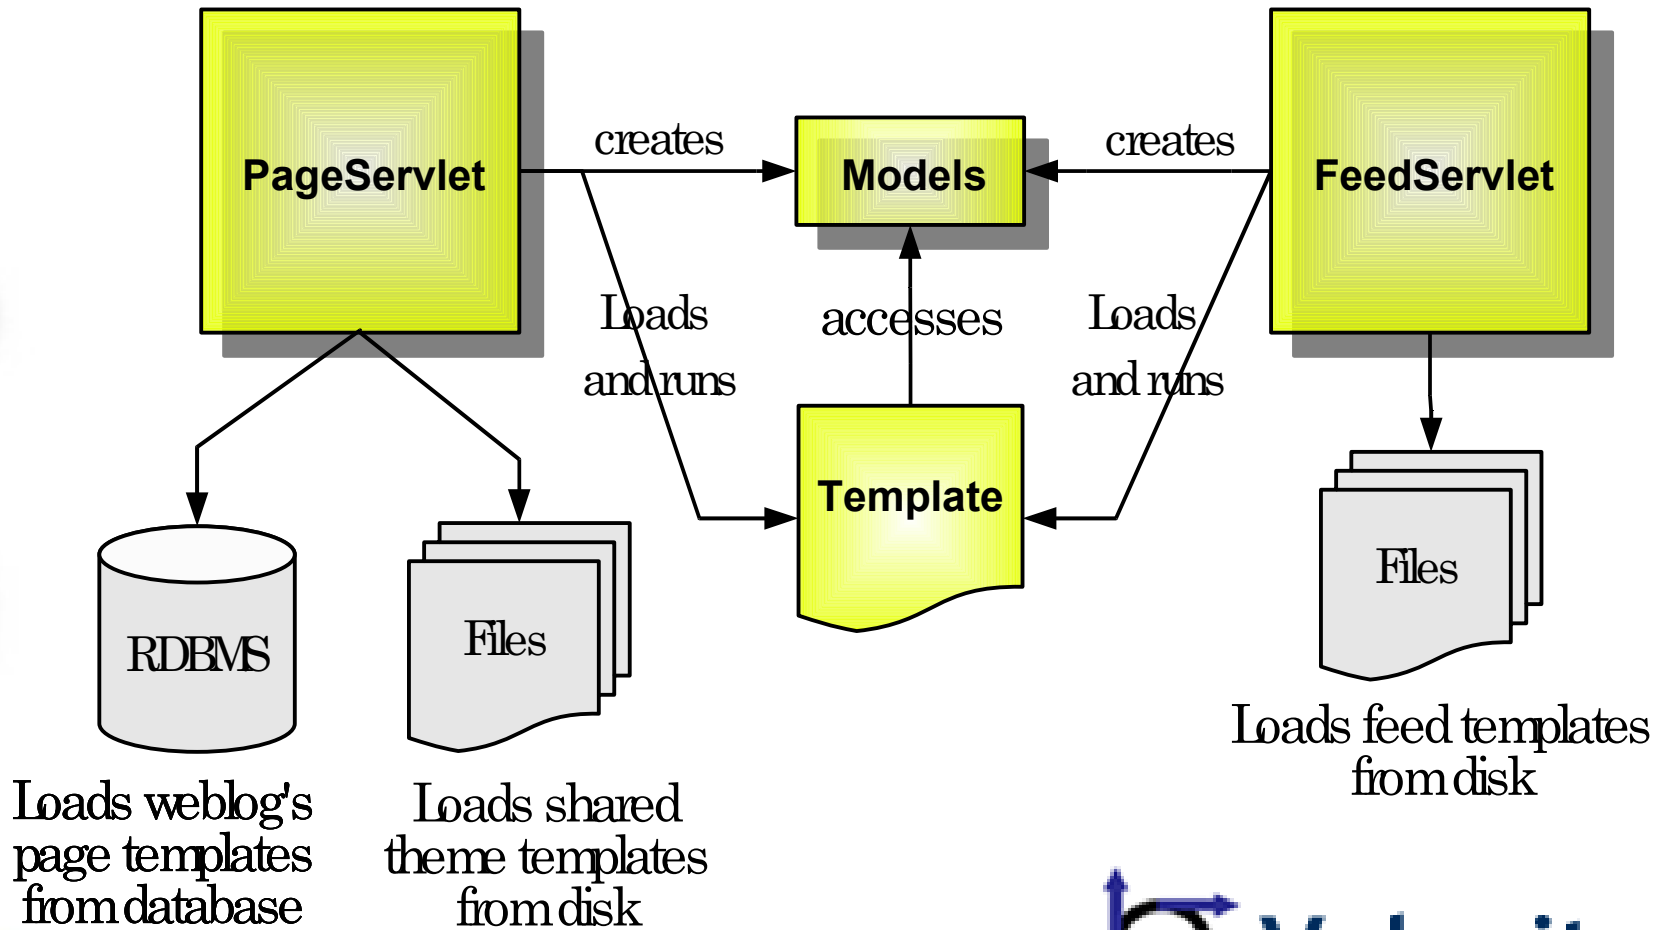 PageServlet
creates
Models
creates
FeedServlet
Loads
and runs
accesses
Loads
and runs
Template
RDBMS
Files
Files
Loads weblog's
page templates
from database
Loads shared
theme templates
from disk
Loads feed templates
from disk